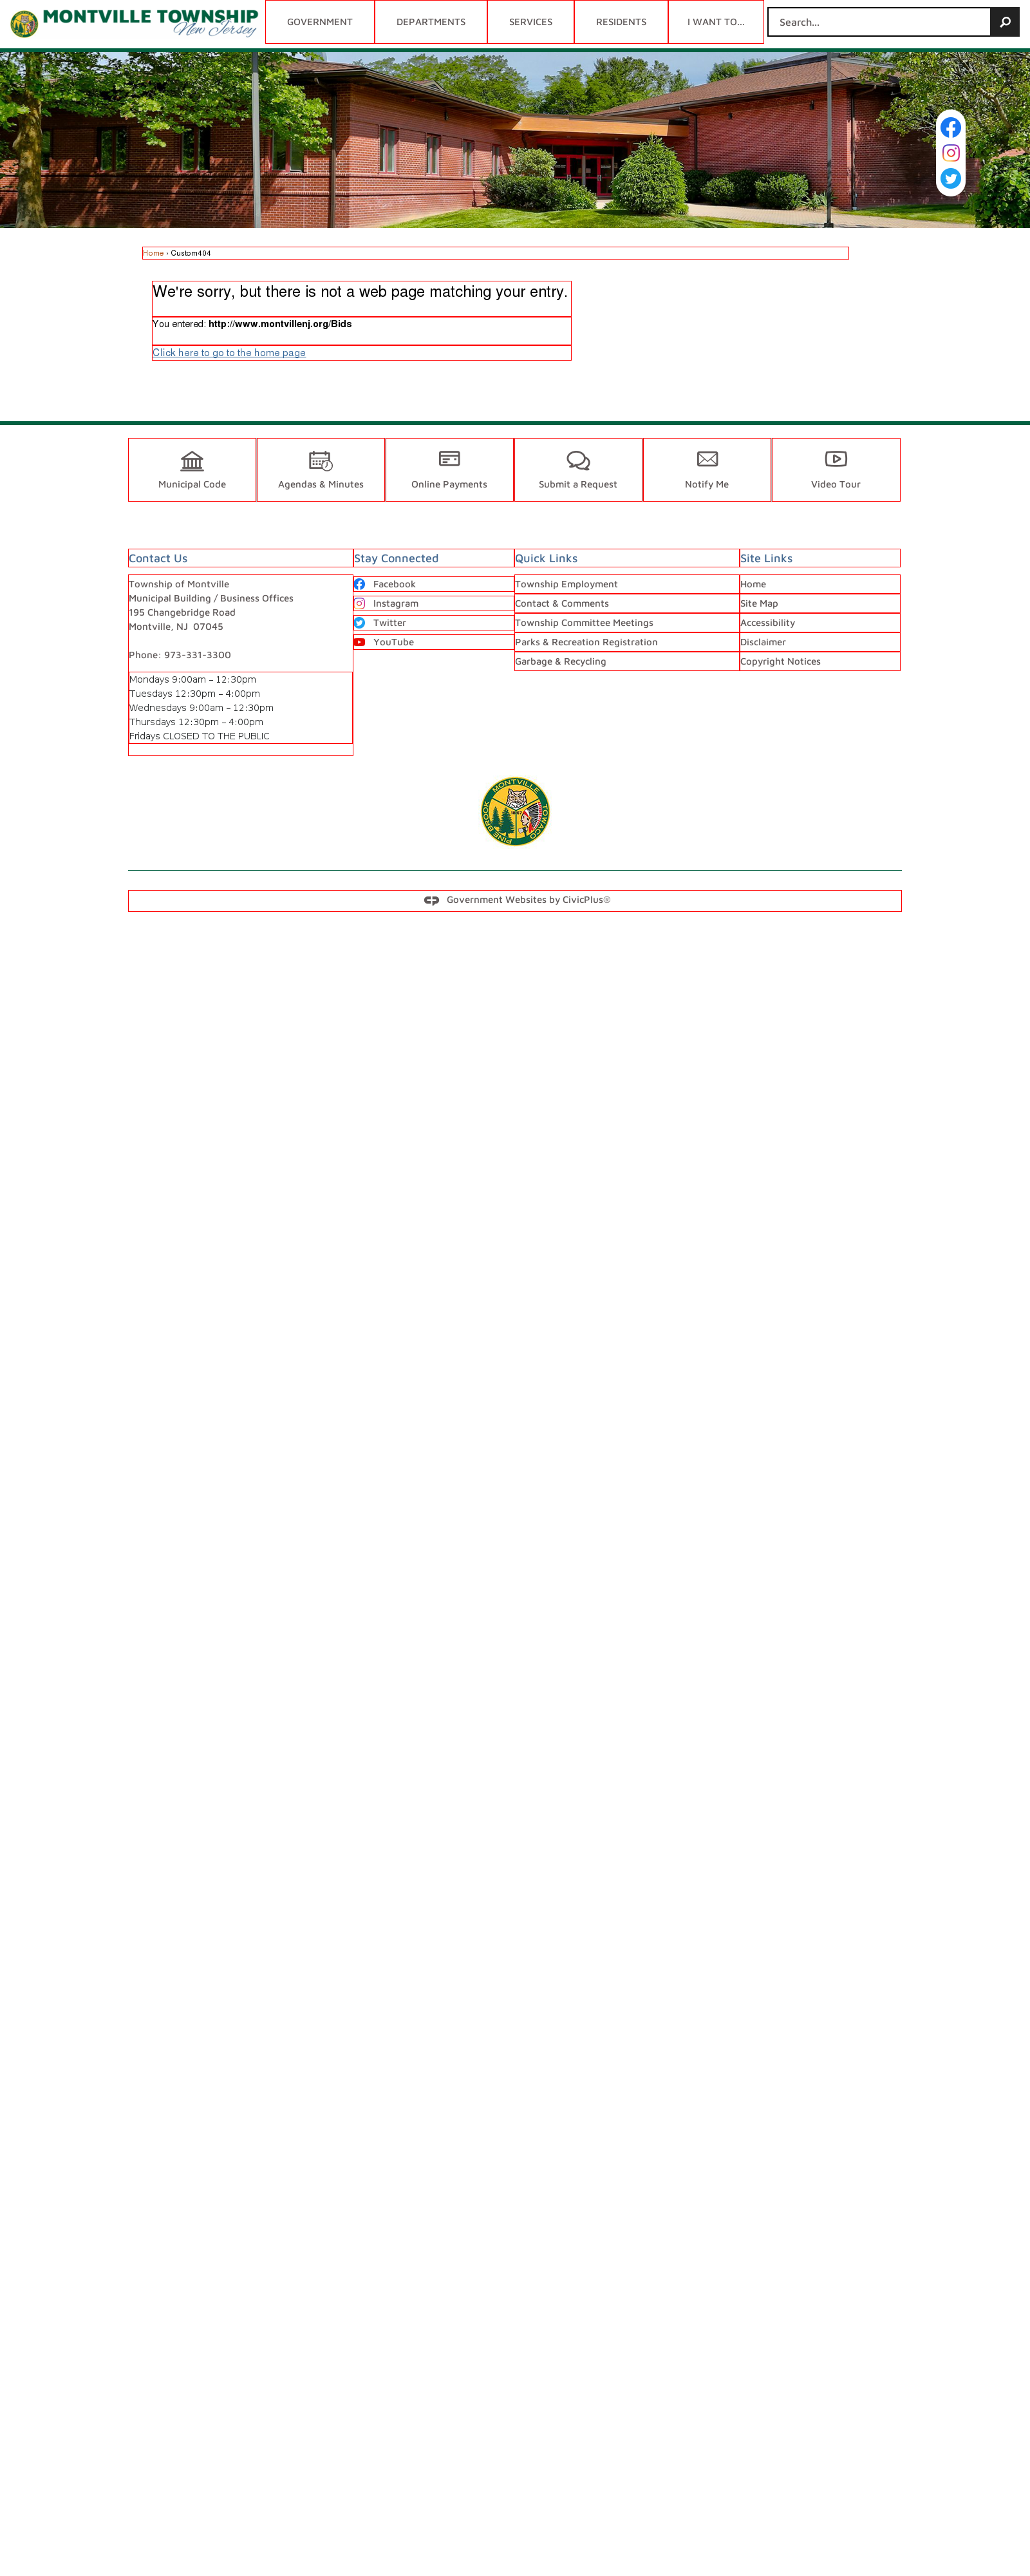 MONTVILLE TOWNSHIP
New Jersey
GOVERNMENT
DEPARTMENTS
SERVICES
RESIDENTS
I WANT TO...
Search...
Home › Custom404
We're sorry, but there is not a web page matching your entry.
You entered: http://www.montvillenj.org/Bids
Click here to go to the home page
Municipal Code
Agendas & Minutes
Online Payments
Submit a Request
Notify Me
Video Tour
Contact Us
Township of Montville
Municipal Building / Business Offices
195 Changebridge Road
Montville, NJ  07045
Phone: 973-331-3300
Mondays 9:00am – 12:30pm
Tuesdays 12:30pm – 4:00pm
Wednesdays 9:00am – 12:30pm
Thursdays 12:30pm – 4:00pm
Fridays CLOSED TO THE PUBLIC
Stay Connected
Facebook
Instagram
Twitter
YouTube
Quick Links
Township Employment
Contact & Comments
Township Committee Meetings
Parks & Recreation Registration
Garbage & Recycling
Site Links
Home
Site Map
Accessibility
Disclaimer
Copyright Notices
MONTVILLE
TOWACO
PINE BROOK
Government Websites by CivicPlus®